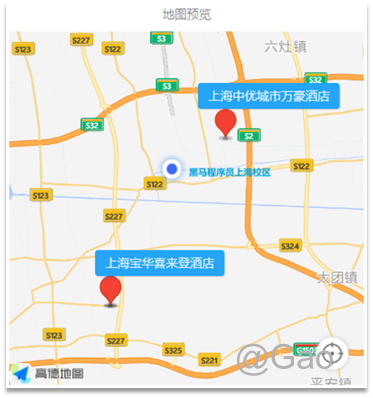 地图预览
S3
六灶镇
S123
S122
S32
S3
上海中优城市万豪酒店
S32
S2
S122
黑马程序员上海校区
S122
S123
S227
S324
上海宝华喜来登酒店
大团镇
S123
S227
S325
S221
高德地图
@Gao
平安镇